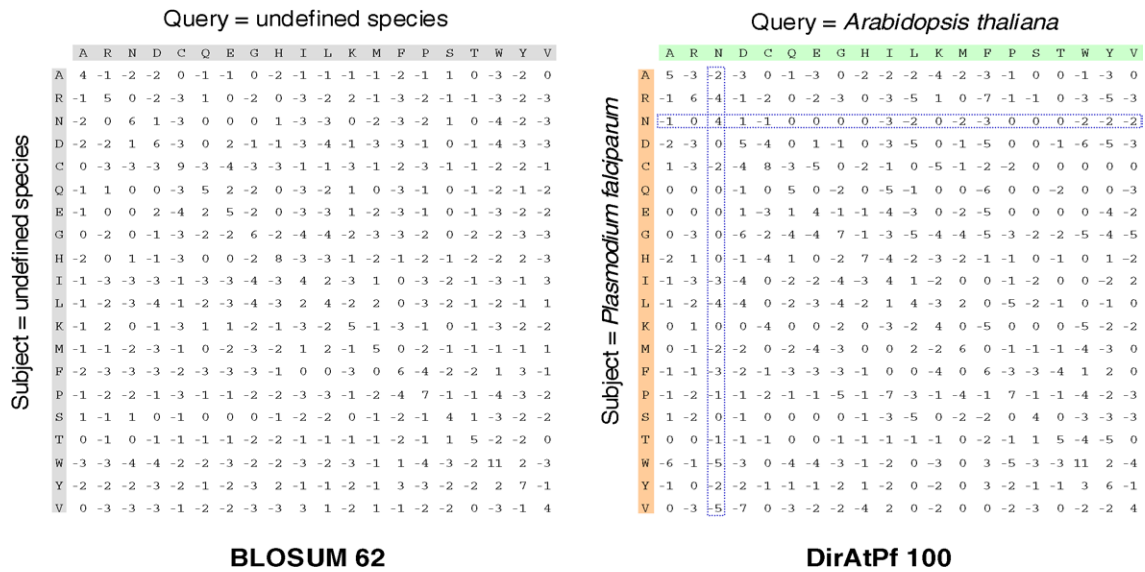 Query = undefined species
A R N D C Q E G H I L K M F P S T W Y V
Subject = undefined species
A 4 -1 -2 -2 0 -1 -1 0 -2 -1 -1 -1 -1 -2 -1 1 0 -3 -2 0
R -1 5 0 -2 -3 1 0 -2 0 -3 -2 2 -1 -3 -2 -1 -1 -3 -2 -3
N -2 0 6 1 -3 0 0 0 1 -3 -3 0 -2 -3 -2 1 0 -4 -2 -3
D -2 -2 1 6 -3 0 2 -1 -1 -3 -4 -1 -3 -3 -1 0 -1 -4 -3 -3
C 0 -3 -3 -3 9 -3 -4 -3 -3 -1 -1 -3 -1 -2 -3 -1 -1 -2 -2 -1
Q -1 1 0 0 -3 5 2 -2 0 -3 -2 1 0 -3 -1 0 -1 -2 -1 -2
E -1 0 0 2 -4 2 5 -2 0 -3 -3 1 -2 -3 -1 0 -1 -3 -2 -2
G 0 -2 0 -1 -3 -2 -2 6 -2 -4 -4 -2 -3 -3 -2 0 -2 -2 -3 -3
H -2 0 1 -1 -3 0 0 -2 8 -3 -3 -1 -2 -1 -2 -1 -2 -2 2 -3
I -1 -3 -3 -3 -1 -3 -3 -4 -3 4 2 -3 1 0 -3 -2 -1 -3 -1 3
L -1 -2 -3 -4 -1 -2 -3 -4 -3 2 4 -2 2 0 -3 -2 -1 -2 -1 1
K -1 2 0 -1 -3 1 1 -2 -1 -3 -2 5 -1 -3 -1 0 -1 -3 -2 -2
M -1 -1 -2 -3 -1 0 -2 -3 -2 1 2 -1 5 0 -2 -1 -1 -1 -1 1
F -2 -3 -3 -3 -2 -3 -3 -3 -1 0 0 -3 0 6 -4 -2 -2 1 3 -1
P -1 -2 -2 -1 -3 -1 -1 -2 -2 -3 -3 -1 -2 -4 7 -1 -1 -4 -3 -2
S 1 -1 1 0 -1 0 0 0 -1 -2 -2 0 -1 -2 -1 4 1 -3 -2 -2
T 0 -1 0 -1 -1 -1 -1 -2 -2 -1 -1 -1 -1 -2 -1 1 5 -2 -2 0
W -3 -3 -4 -4 -2 -2 -3 -2 -2 -3 -2 -3 -1 1 -4 -3 -2 11 2 -3
Y -2 -2 -2 -3 -2 -1 -2 -3 2 -1 -1 -2 -1 3 -3 -2 -2 2 7 -1
V 0 -3 -3 -3 -1 -2 -2 -3 -3 3 1 -2 1 -1 -2 -2 0 -3 -1 4
BLOSUM 62
Query = Arabidopsis thaliana
A R N D C Q E G H I L K M F P S T W Y V
Subject = Plasmodium falciparum
A 5 -3 -2 -3 0 -1 -3 0 -2 -2 -2 -4 -2 -3 -1 0 0 -1 -3 0
R -1 6 -4 -1 -2 0 -2 -3 0 -3 -5 1 0 -7 -1 -1 0 -3 -5 -3
N -1 0 4 1 -1 0 0 0 0 -3 -2 0 -2 -3 0 0 0 -2 -2 -2
D -2 -3 0 5 -4 0 1 -1 0 -3 -5 0 -1 -5 0 0 -1 -6 -5 -3
C 1 -3 -2 -4 8 -3 -5 0 -2 -1 0 -5 -1 -2 -2 0 0 0 0 0
Q 0 0 0 -1 0 5 0 -2 0 -5 -1 0 0 -6 0 0 -2 0 0 -3
E 0 0 0 1 -3 1 4 -1 -1 -4 -3 0 -2 -5 0 0 0 0 -4 -2
G 0 -3 0 -6 -2 -4 -4 7 -1 -3 -5 -4 -4 -5 -3 -2 -2 -5 -4 -5
H -2 1 0 -1 -4 1 0 -2 7 -4 -2 -3 -2 -1 -1 0 -1 0 1 -2
I -1 -3 -3 -4 0 -4 -2 -4 -3 4 0 -2 0 0 -1 -2 0 0 -2 2
L -1 -2 -4 -4 0 -2 -3 -4 -2 1 4 -3 2 0 -5 -2 -1 0 -1 0
K 0 1 0 0 -4 0 0 -2 0 -3 -2 4 0 -5 0 0 0 -5 -2 -2
M 0 -1 -2 -2 0 -2 -4 -3 0 0 2 -2 6 0 -1 -1 -1 -4 -3 0
F -1 -1 -3 -2 -1 -3 -3 -3 -1 0 0 -4 0 6 -3 -3 -4 1 2 0
P -1 -2 -1 -1 -2 -1 -1 -5 -1 -7 -3 -1 -4 -1 7 -1 -1 -4 -2 -3
S 1 -2 0 -1 0 0 0 -1 0 -3 -5 0 -2 -2 0 4 0 -3 -3 -3
T 0 0 -1 -1 0 -1 -1 -1 -1 -1 -1 -1 0 -2 -1 1 5 -4 -5 0
W -6 -1 -5 -3 0 -4 -4 -3 -1 -2 0 -3 0 3 -5 -3 -3 11 2 -4
Y -1 0 -2 -2 -1 -1 -1 -2 1 0 -2 -2 0 3 -2 -1 -1 3 6 -1
V 0 -3 -5 -7 0 -3 -2 -2 -4 2 0 -4 0 0 0 -2 -3 0 -2 -2 4
DirAtPf 100